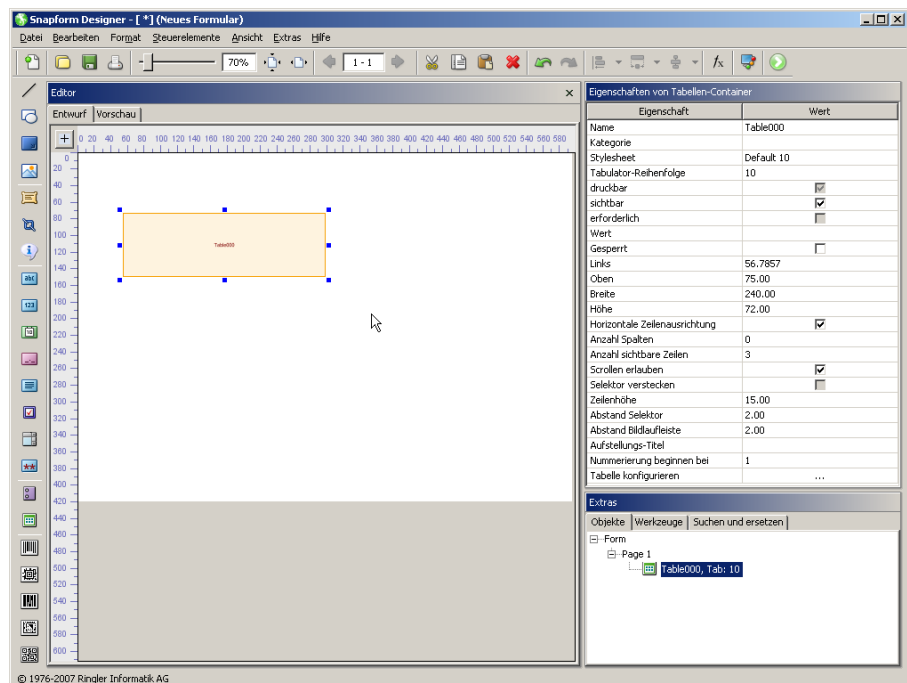 Snapform Designer - [ *] (Neues Formular)
Datei Bearbeiten Format Steuerelemente Ansicht Extras Hilfe
70% 1 - 1 fx
Editor
Entwurf Vorschau
0 20 40 60 80 100 120 140 160 180 200 220 240 260 280 300 320 340 360 380 400 420 440 460 480 500 520 540 560 580
0
20
40
60
80
100
120
140
160
180
200
220
240
260
280
300
320
340
360
380
400
420
440
460
480
500
520
540
560
580
600
Table000
Eigenschaften von Tabellen-Container
Eigenschaft Wert
Name Table000
Kategorie
Stylesheet Default 10
Tabulator-Reihenfolge 10
druckbar
sichtbar
erforderlich
Wert
Gesperrt
Links 56.7857
Oben 75.00
Breite 240.00
Höhe 72.00
Horizontale Zeilenausrichtung
Anzahl Spalten 0
Anzahl sichtbare Zeilen 3
Scrollen erlauben
Selektor verstecken
Zeilenhöhe 15.00
Abstand Selektor 2.00
Abstand Bildlaufleiste 2.00
Aufstellungs-Titel
Nummerierung beginnen bei 1
Tabelle konfigurieren ...
Extras
Objekte Werkzeuge Suchen und ersetzen
Form
Page 1
Table000, Tab: 10
© 1976-2007 Ringler Informatik AG